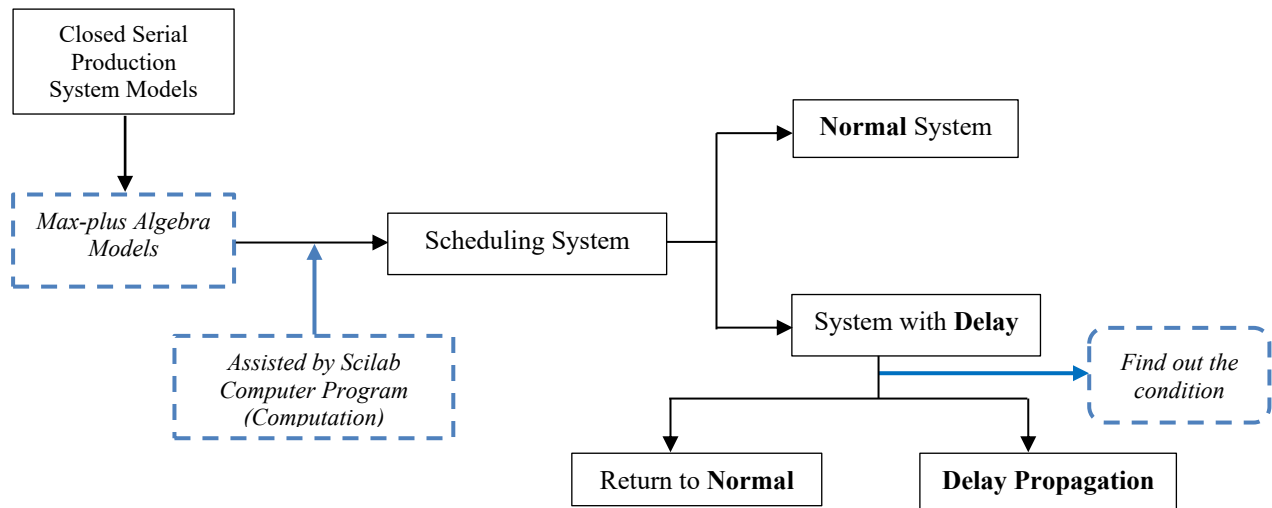 Closed Serial
Production
System Models
Normal System
Max-plus Algebra
Models
Scheduling System
System with Delay
Assisted by Scilab
Computer Program
(Computation)
Find out the
condition
Return to Normal
Delay Propagation